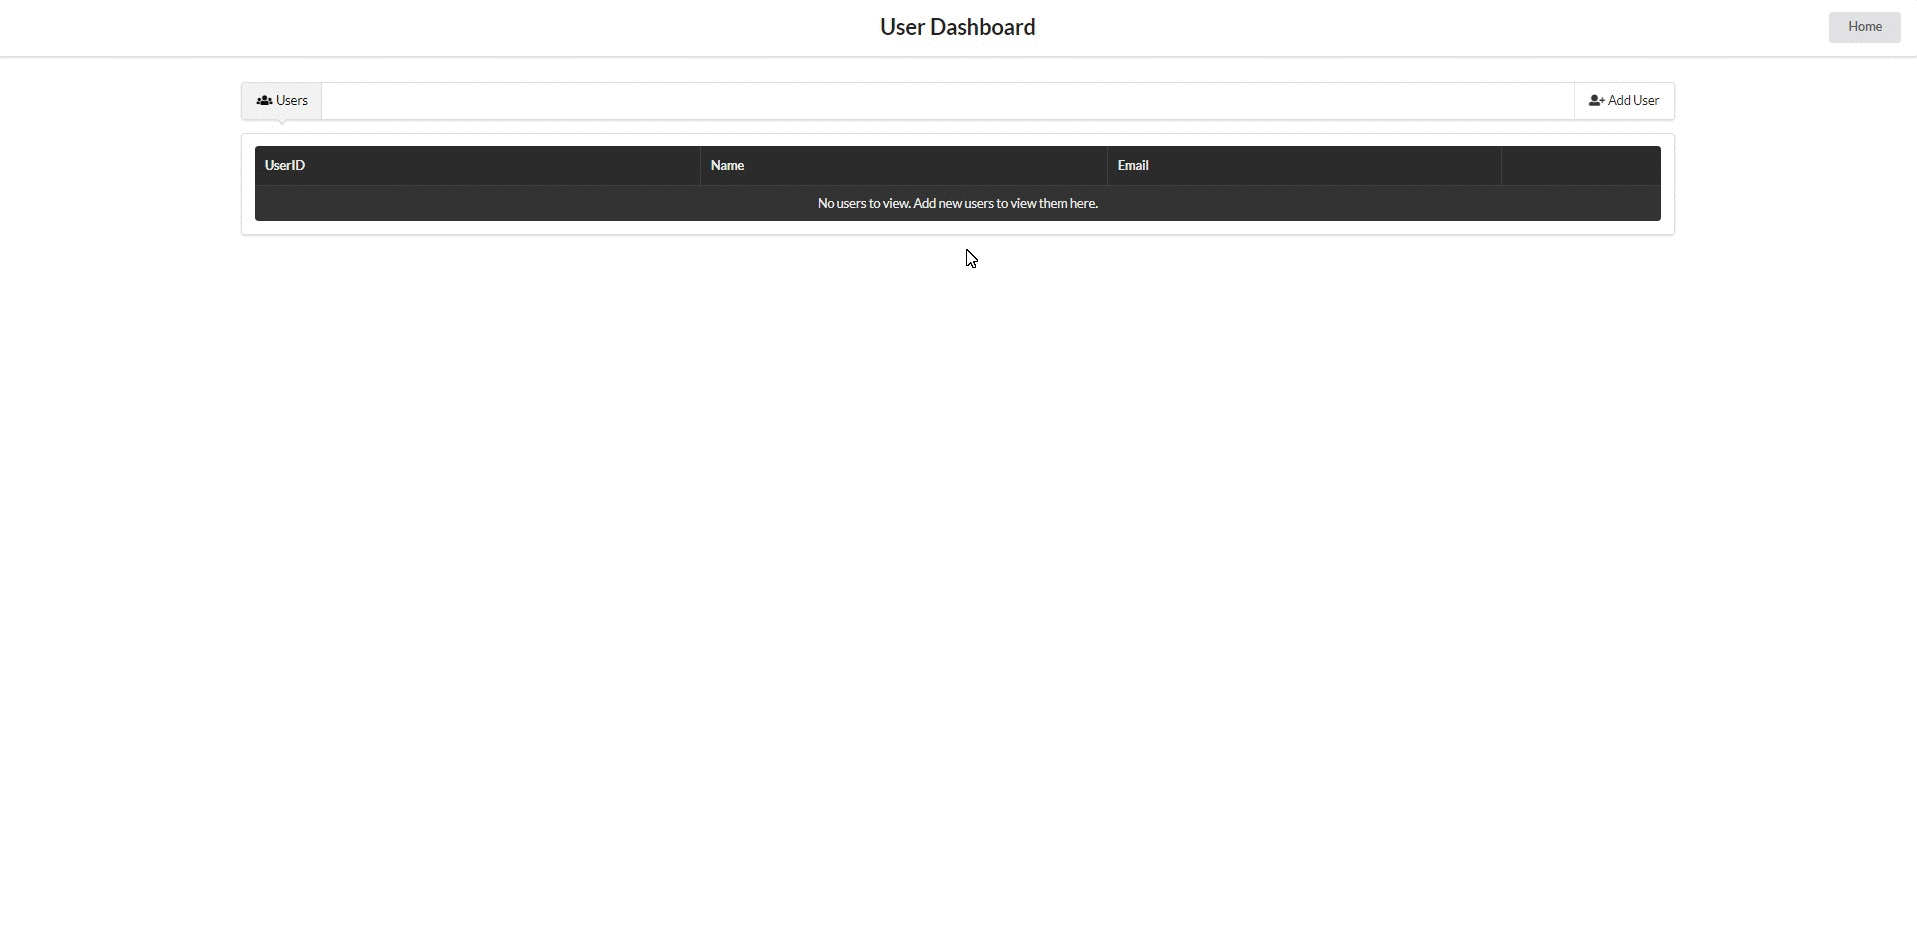 User Dashboard
Home
Users
Add User
UserID Name Email
No users to view. Add new users to view them here.